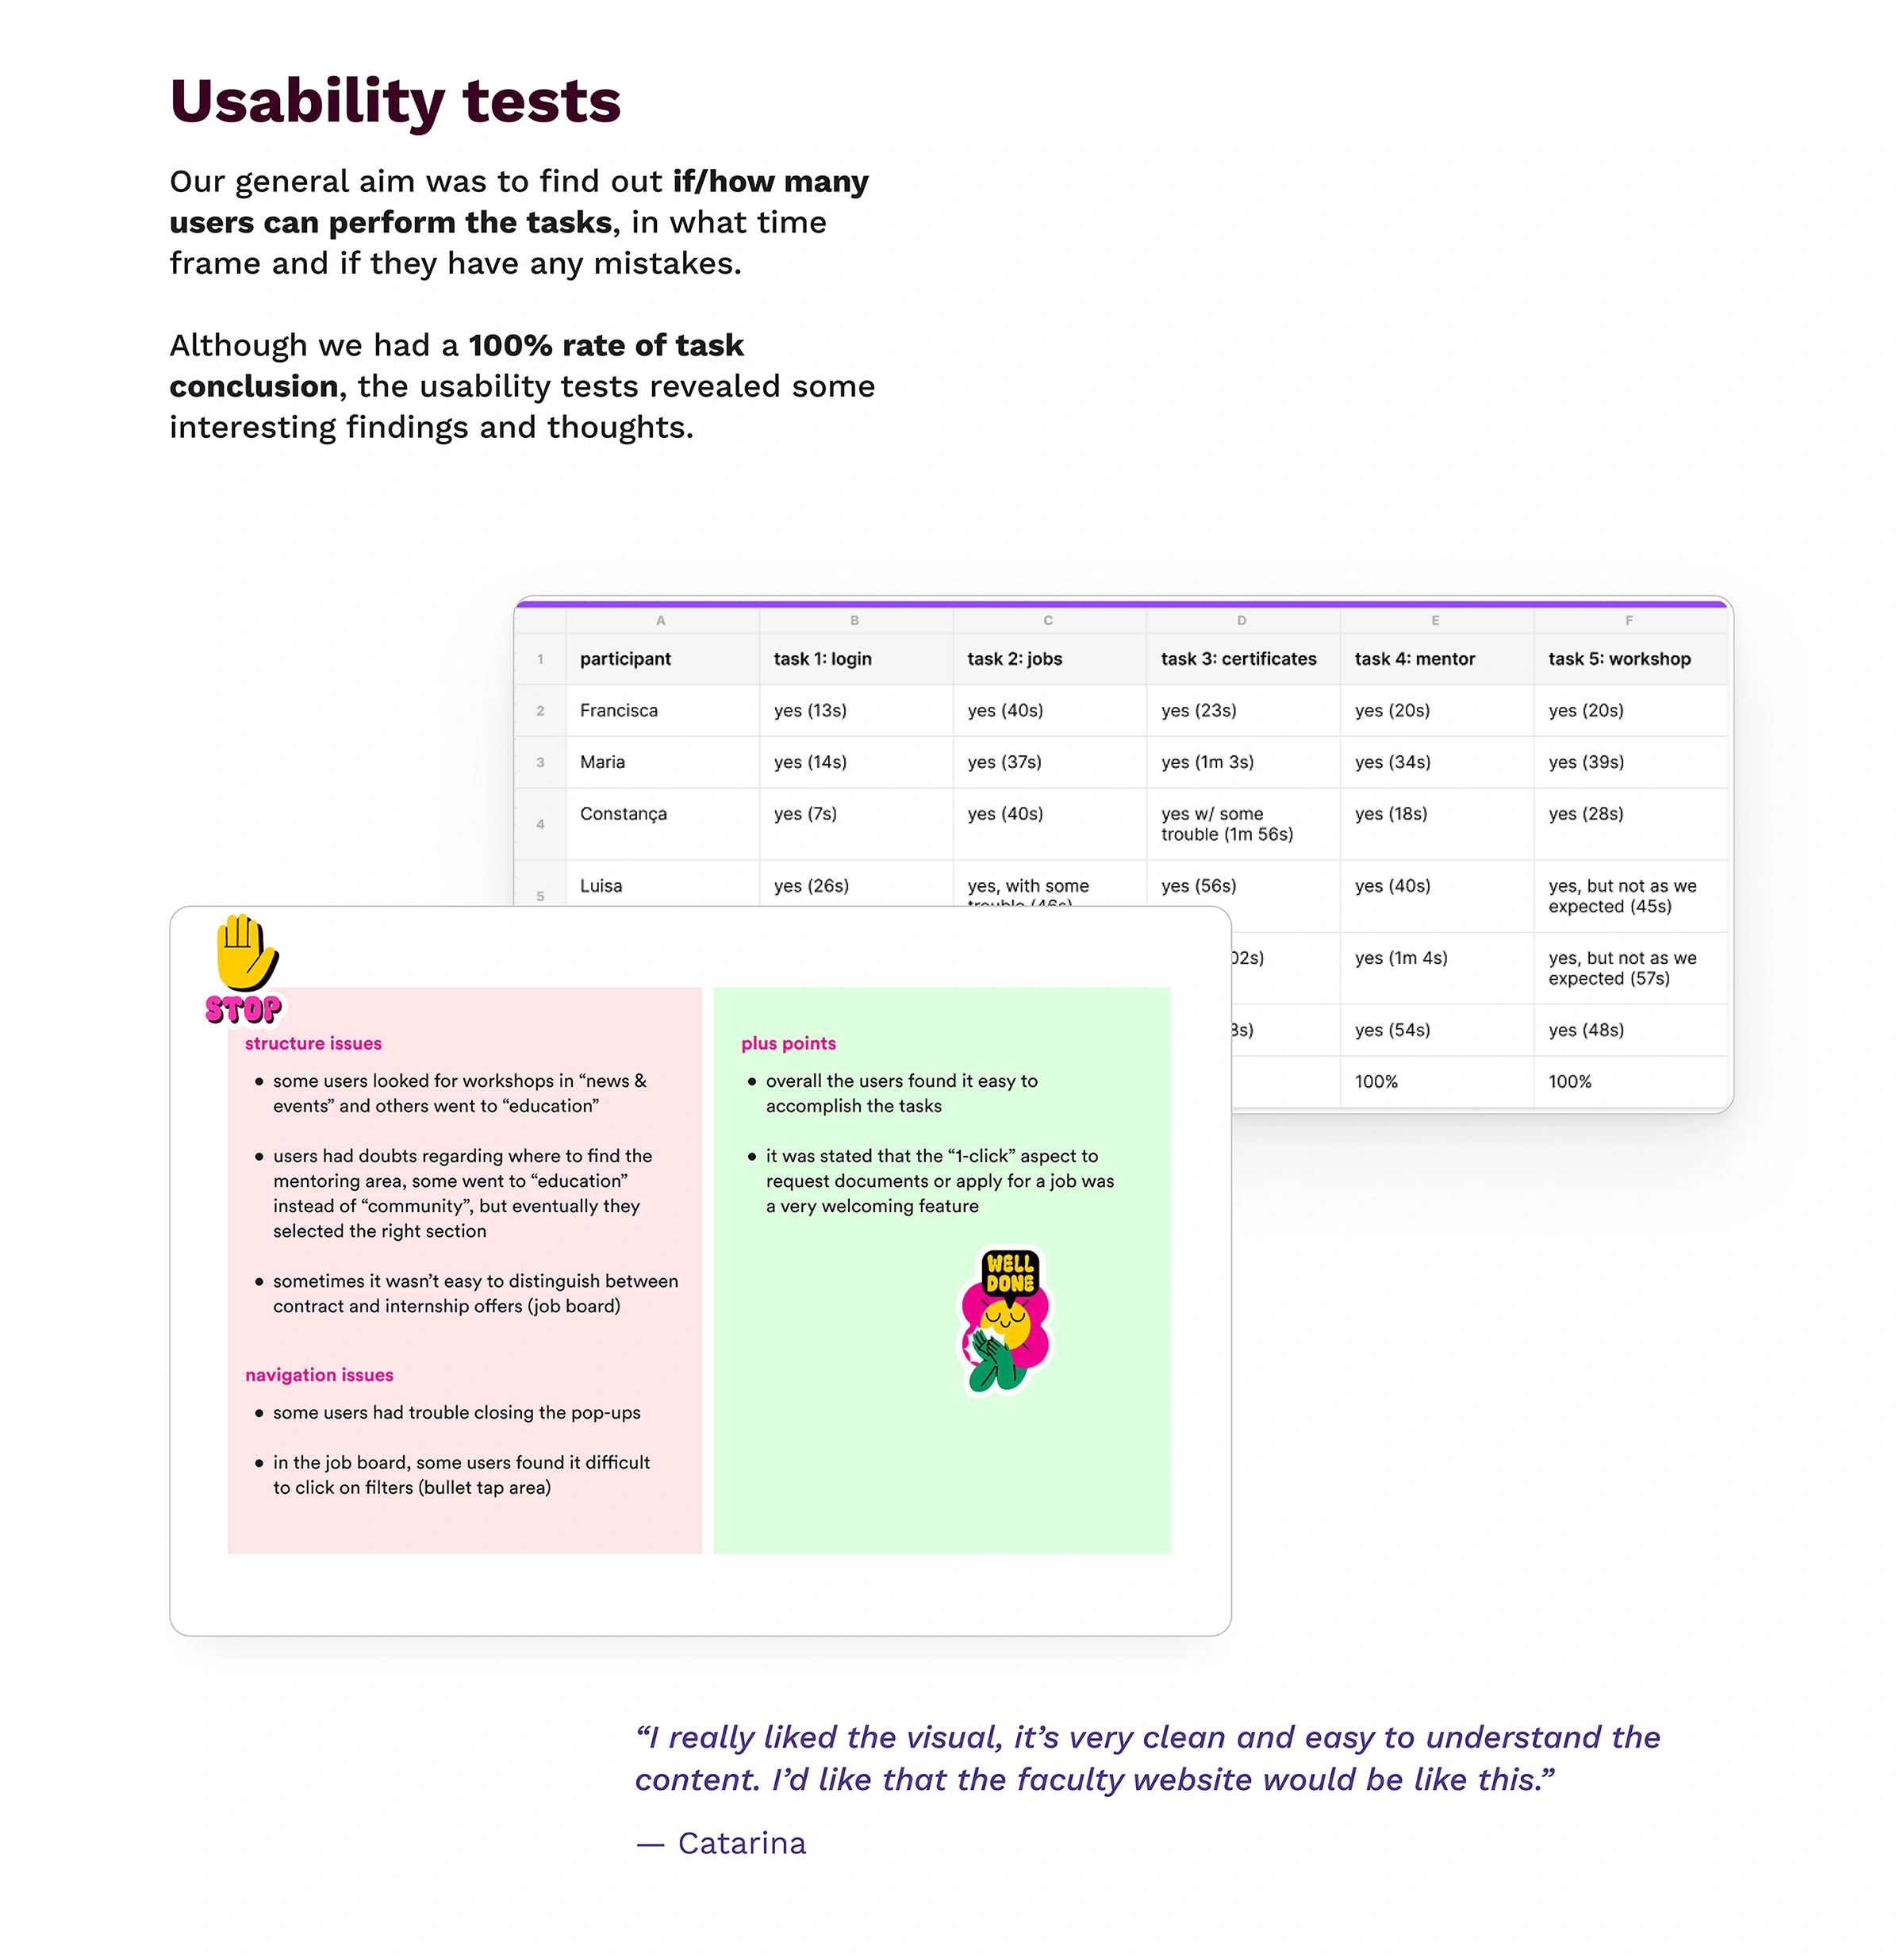 Usability tests
Our general aim was to find out if/how many
users can perform the tasks, in what time
frame and if they have any mistakes.
Although we had a 100% rate of task
conclusion, the usability tests revealed some
interesting findings and thoughts.
A B C D E F
1 participant task 1: login task 2: jobs task 3: certificates task 4: mentor task 5: workshop
2 Francisca yes (13s) yes (40s) yes (23s) yes (20s) yes (20s)
3 Maria yes (14s) yes (37s) yes (1m 3s) yes (34s) yes (39s)
4 Constança yes (7s) yes (40s) yes w/ some yes (18s) yes (28s)
trouble (1m 56s)
5 Luisa yes (26s) yes, with some yes (56s) yes (40s) yes, but not as we
trouble (46s) expected (45s)
02s) yes (1m 4s) yes, but not as we
expected (57s)
yes (54s) yes (48s)
100% 100%
STOP
structure issues
some users looked for workshops in “news &
events” and others went to “education”
users had doubts regarding where to find the
mentoring area, some went to “education”
instead of “community”, but eventually they
selected the right section
sometimes it wasn’t easy to distinguish between
contract and internship offers (job board)
navigation issues
some users had trouble closing the pop-ups
in the job board, some users found it difficult
to click on filters (bullet tap area)
plus points
overall the users found it easy to
accomplish the tasks
it was stated that the “1-click” aspect to
request documents or apply for a job was
a very welcoming feature
WELL
DONE
“I really liked the visual, it’s very clean and easy to understand the
content. I’d like that the faculty website would be like this.”
— Catarina